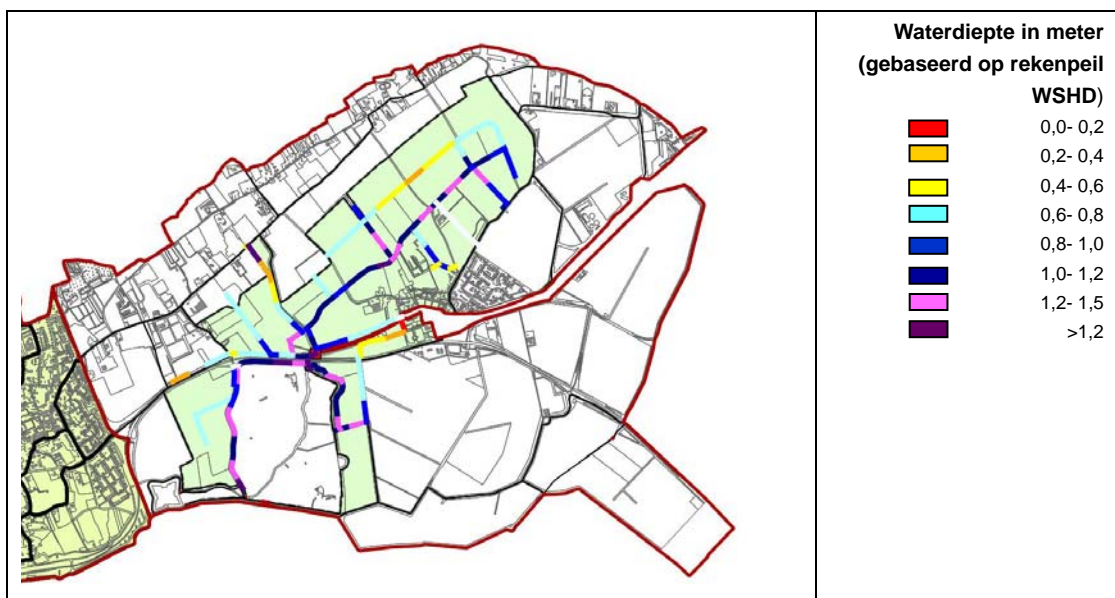 Waterdiepte in meter
(gebaseerd op rekenpeil
WSHD)
0,0- 0,2
0,2- 0,4
0,4- 0,6
0,6- 0,8
0,8- 1,0
1,0- 1,2
1,2- 1,5
>1,2